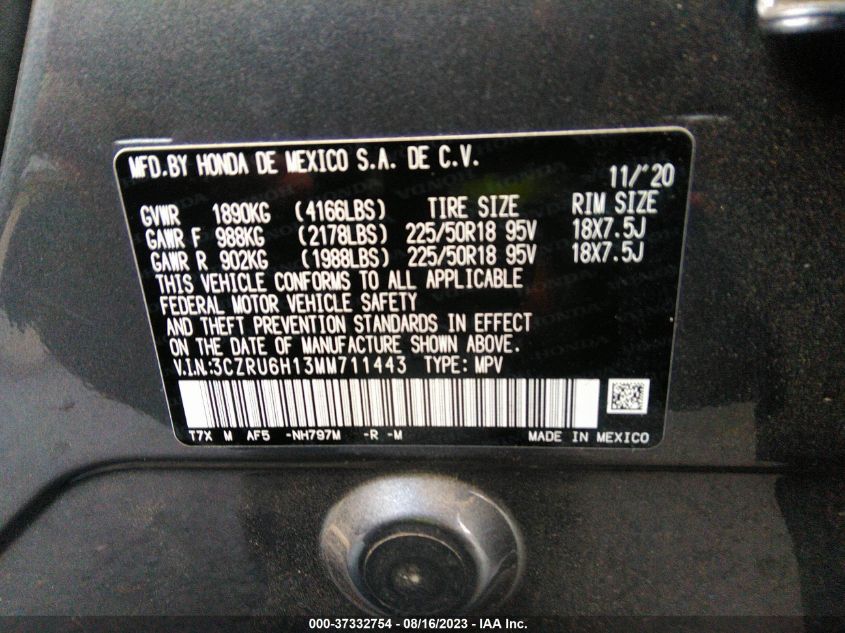 MFD.BY HONDA DE MEXICO S.A. DE C.V.
11/'20
GVWR 1890KG (4166LBS) TIRE SIZE RIM SIZE
GAWR F 988KG (2178LBS) 225/50R18 95V 18X7.5J
GAWR R 902KG (1988LBS) 225/50R18 95V 18X7.5J
THIS VEHICLE CONFORMS TO ALL APPLICABLE
FEDERAL MOTOR VEHICLE SAFETY
AND THEFT PREVENTION STANDARDS IN EFFECT
ON THE DATE OF MANUFACTURE SHOWN ABOVE.
V.I.N.:3CZRU6H13MM711443 TYPE: MPV
T7X M AF5 -NH797M -R -M MADE IN MEXICO
000-37332754 - 08/16/2023 - IAA Inc.